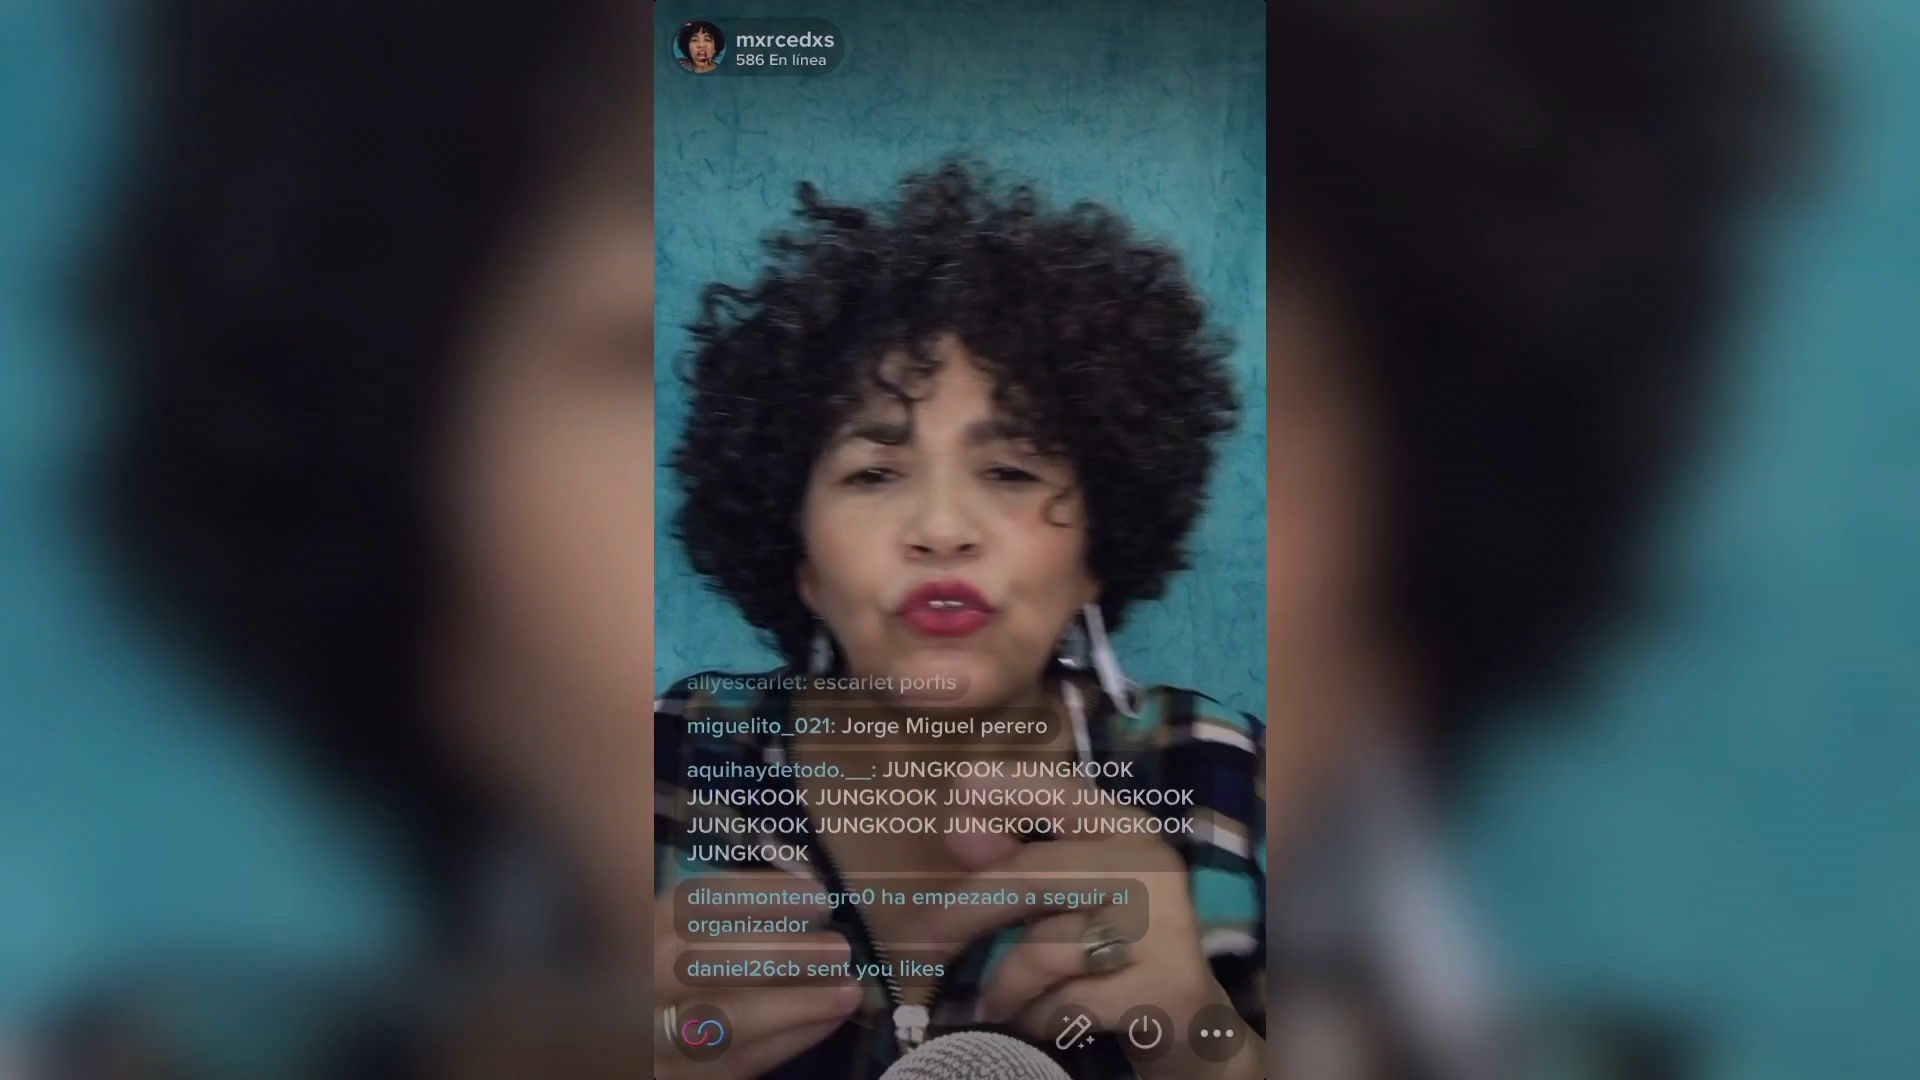 mxrcedxs
586 En línea
allyescarlet: escarlet porfis
miguelito_021: Jorge Miguel perero
aquihaydetodo.__: JUNGKOOK JUNGKOOK
JUNGKOOK JUNGKOOK JUNGKOOK JUNGKOOK
JUNGKOOK JUNGKOOK JUNGKOOK JUNGKOOK
JUNGKOOK
dilanmontenegro0 ha empezado a seguir al
organizador
daniel26cb sent you likes